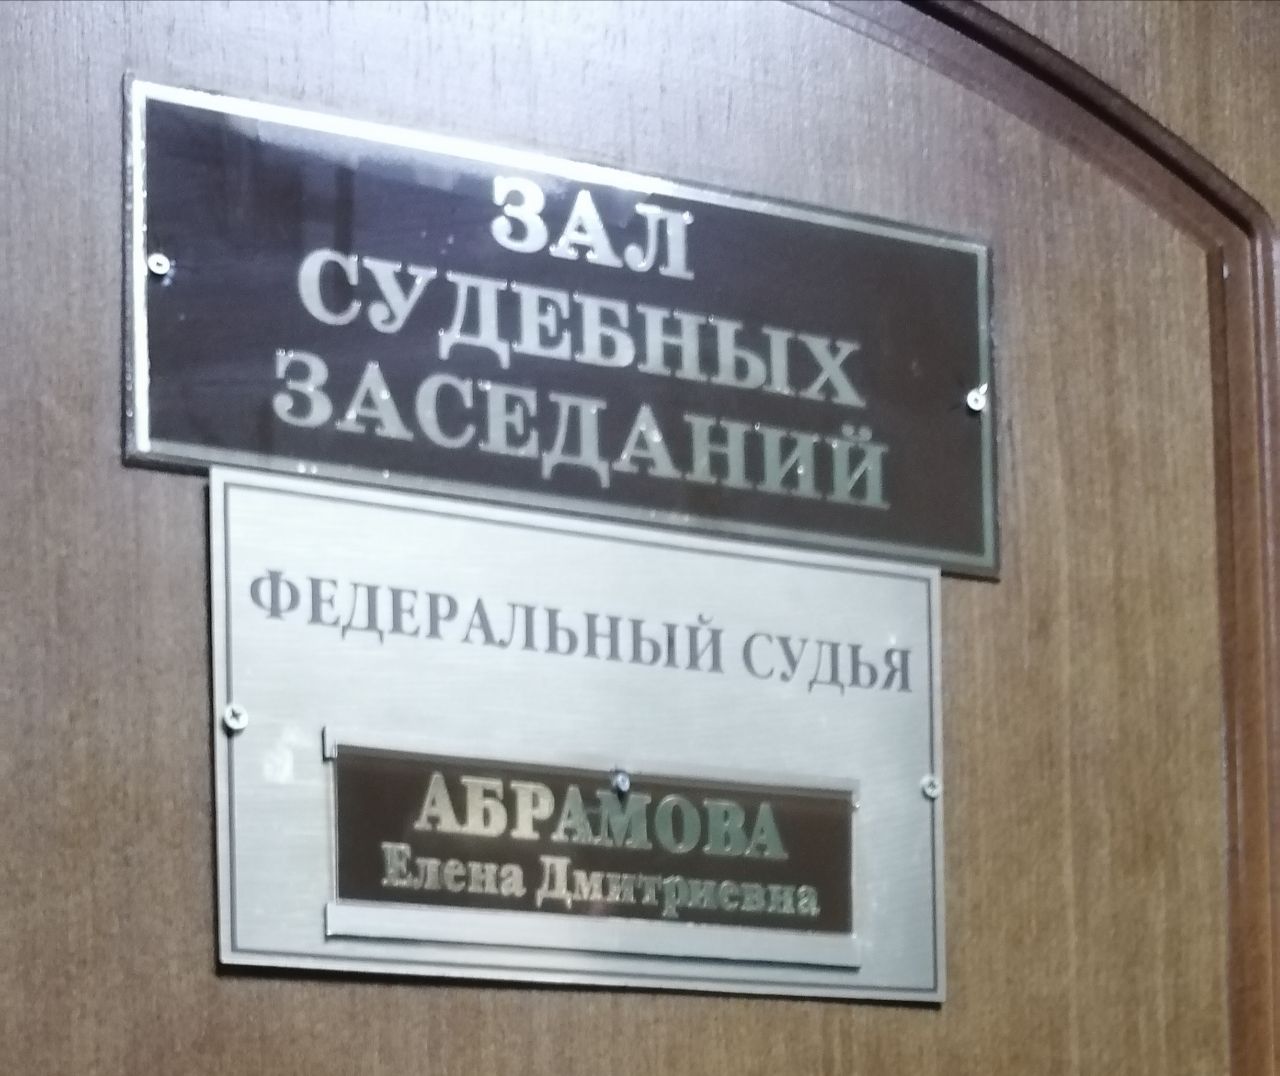 ЗАЛ
СУДЕБНЫХ
ЗАСЕДАНИЙ
ФЕДЕРАЛЬНЫЙ СУДЬЯ
АБРАМОВА
Елена Дмитриевна